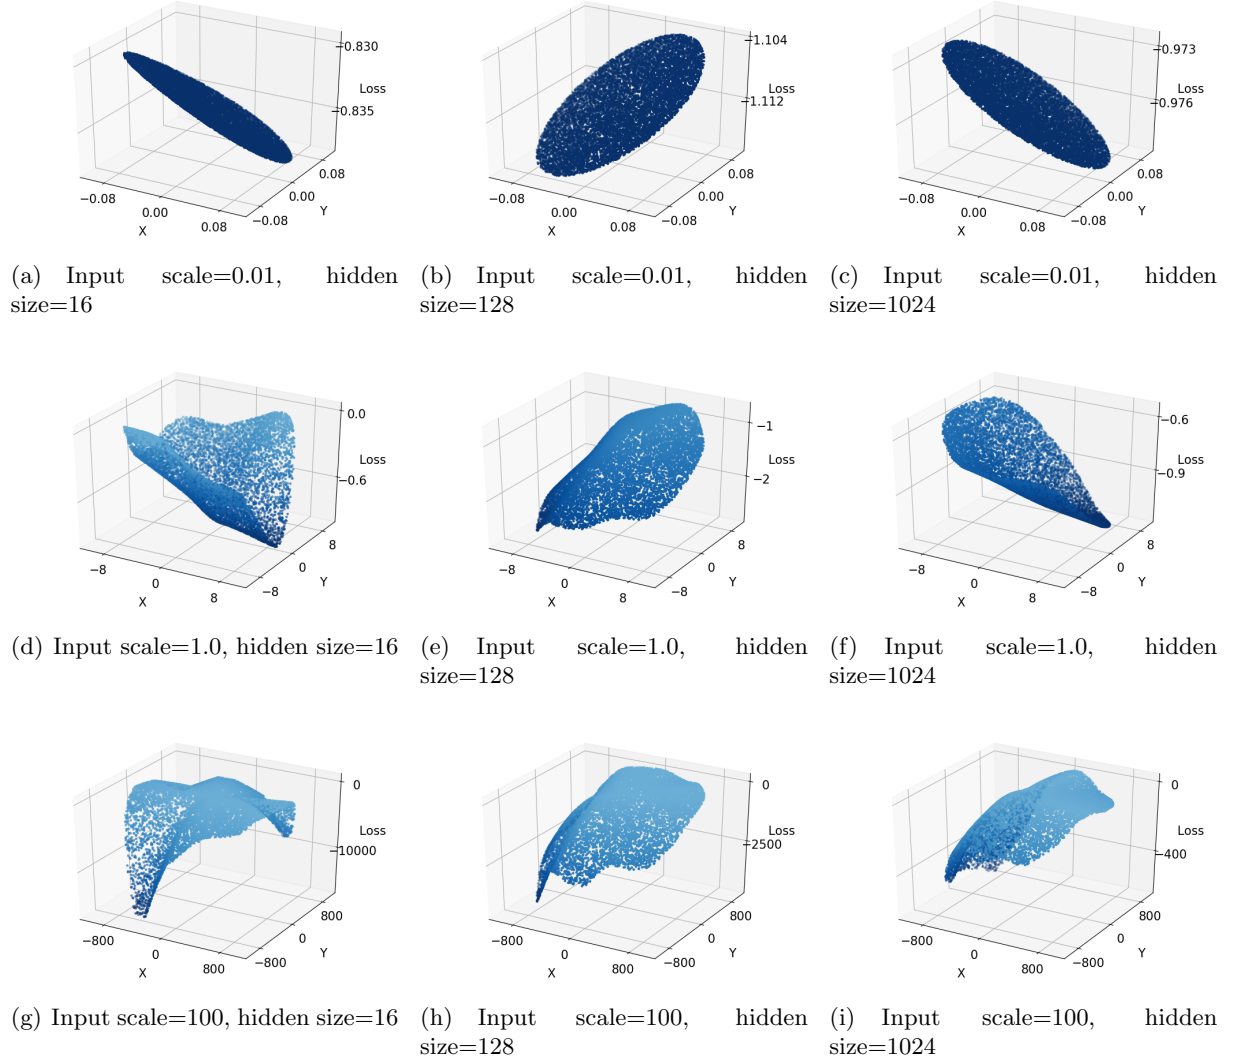 −0.830
Loss
−0.835
−0.08
0.00
0.08
X
−0.08
0.00
0.08
Y
−1.104
Loss
−1.112
−0.08
0.00
0.08
X
−0.08
0.00
0.08
Y
−0.973
Loss
−0.976
−0.08
0.00
0.08
X
−0.08
0.00
0.08
Y
(a) Input scale=0.01, hidden
size=16
(b) Input scale=0.01, hidden
size=128
(c) Input scale=0.01, hidden
size=1024
0.0
Loss
−0.6
−8
0
8
X
−8
0
8
Y
−1
Loss
−2
−8
0
8
X
−8
0
8
Y
−0.6
Loss
−0.9
−8
0
8
X
−8
0
8
Y
(d) Input scale=1.0, hidden size=16
(e) Input scale=1.0, hidden
size=128
(f) Input scale=1.0, hidden
size=1024
0
Loss
−10000
−800
0
800
X
−800
0
800
Y
0
Loss
−2500
−800
0
800
X
−800
0
800
Y
0
Loss
−400
−800
0
800
X
−800
0
800
Y
(g) Input scale=100, hidden size=16
(h) Input scale=100, hidden
size=128
(i) Input scale=100, hidden
size=1024